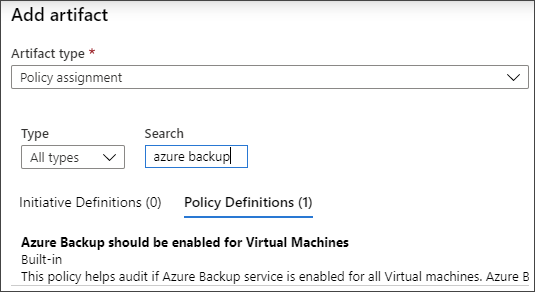 Add artifact
Artifact type *
Policy assignment
Type Search
All types azure backup
Initiative Definitions (0) Policy Definitions (1)
Azure Backup should be enabled for Virtual Machines
Built-in
This policy helps audit if Azure Backup service is enabled for all Virtual machines. Azure B